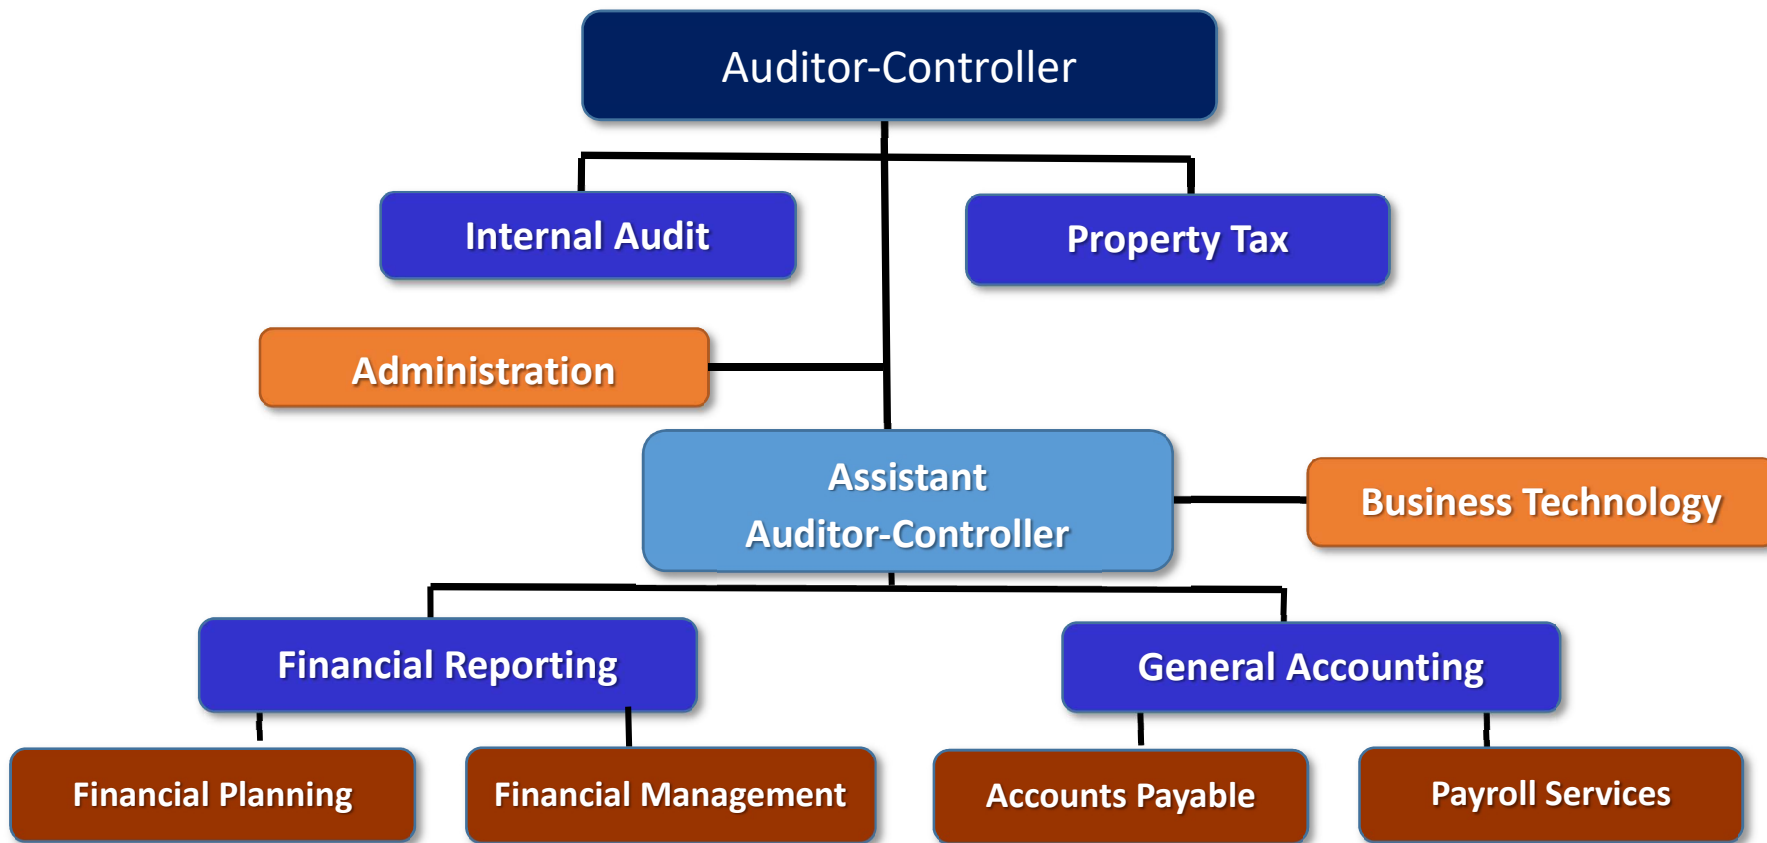 Auditor-Controller
Internal Audit
Property Tax
Administration
Assistant
Auditor-Controller
Business Technology
Financial Reporting
General Accounting
Financial Planning
Financial Management
Accounts Payable
Payroll Services